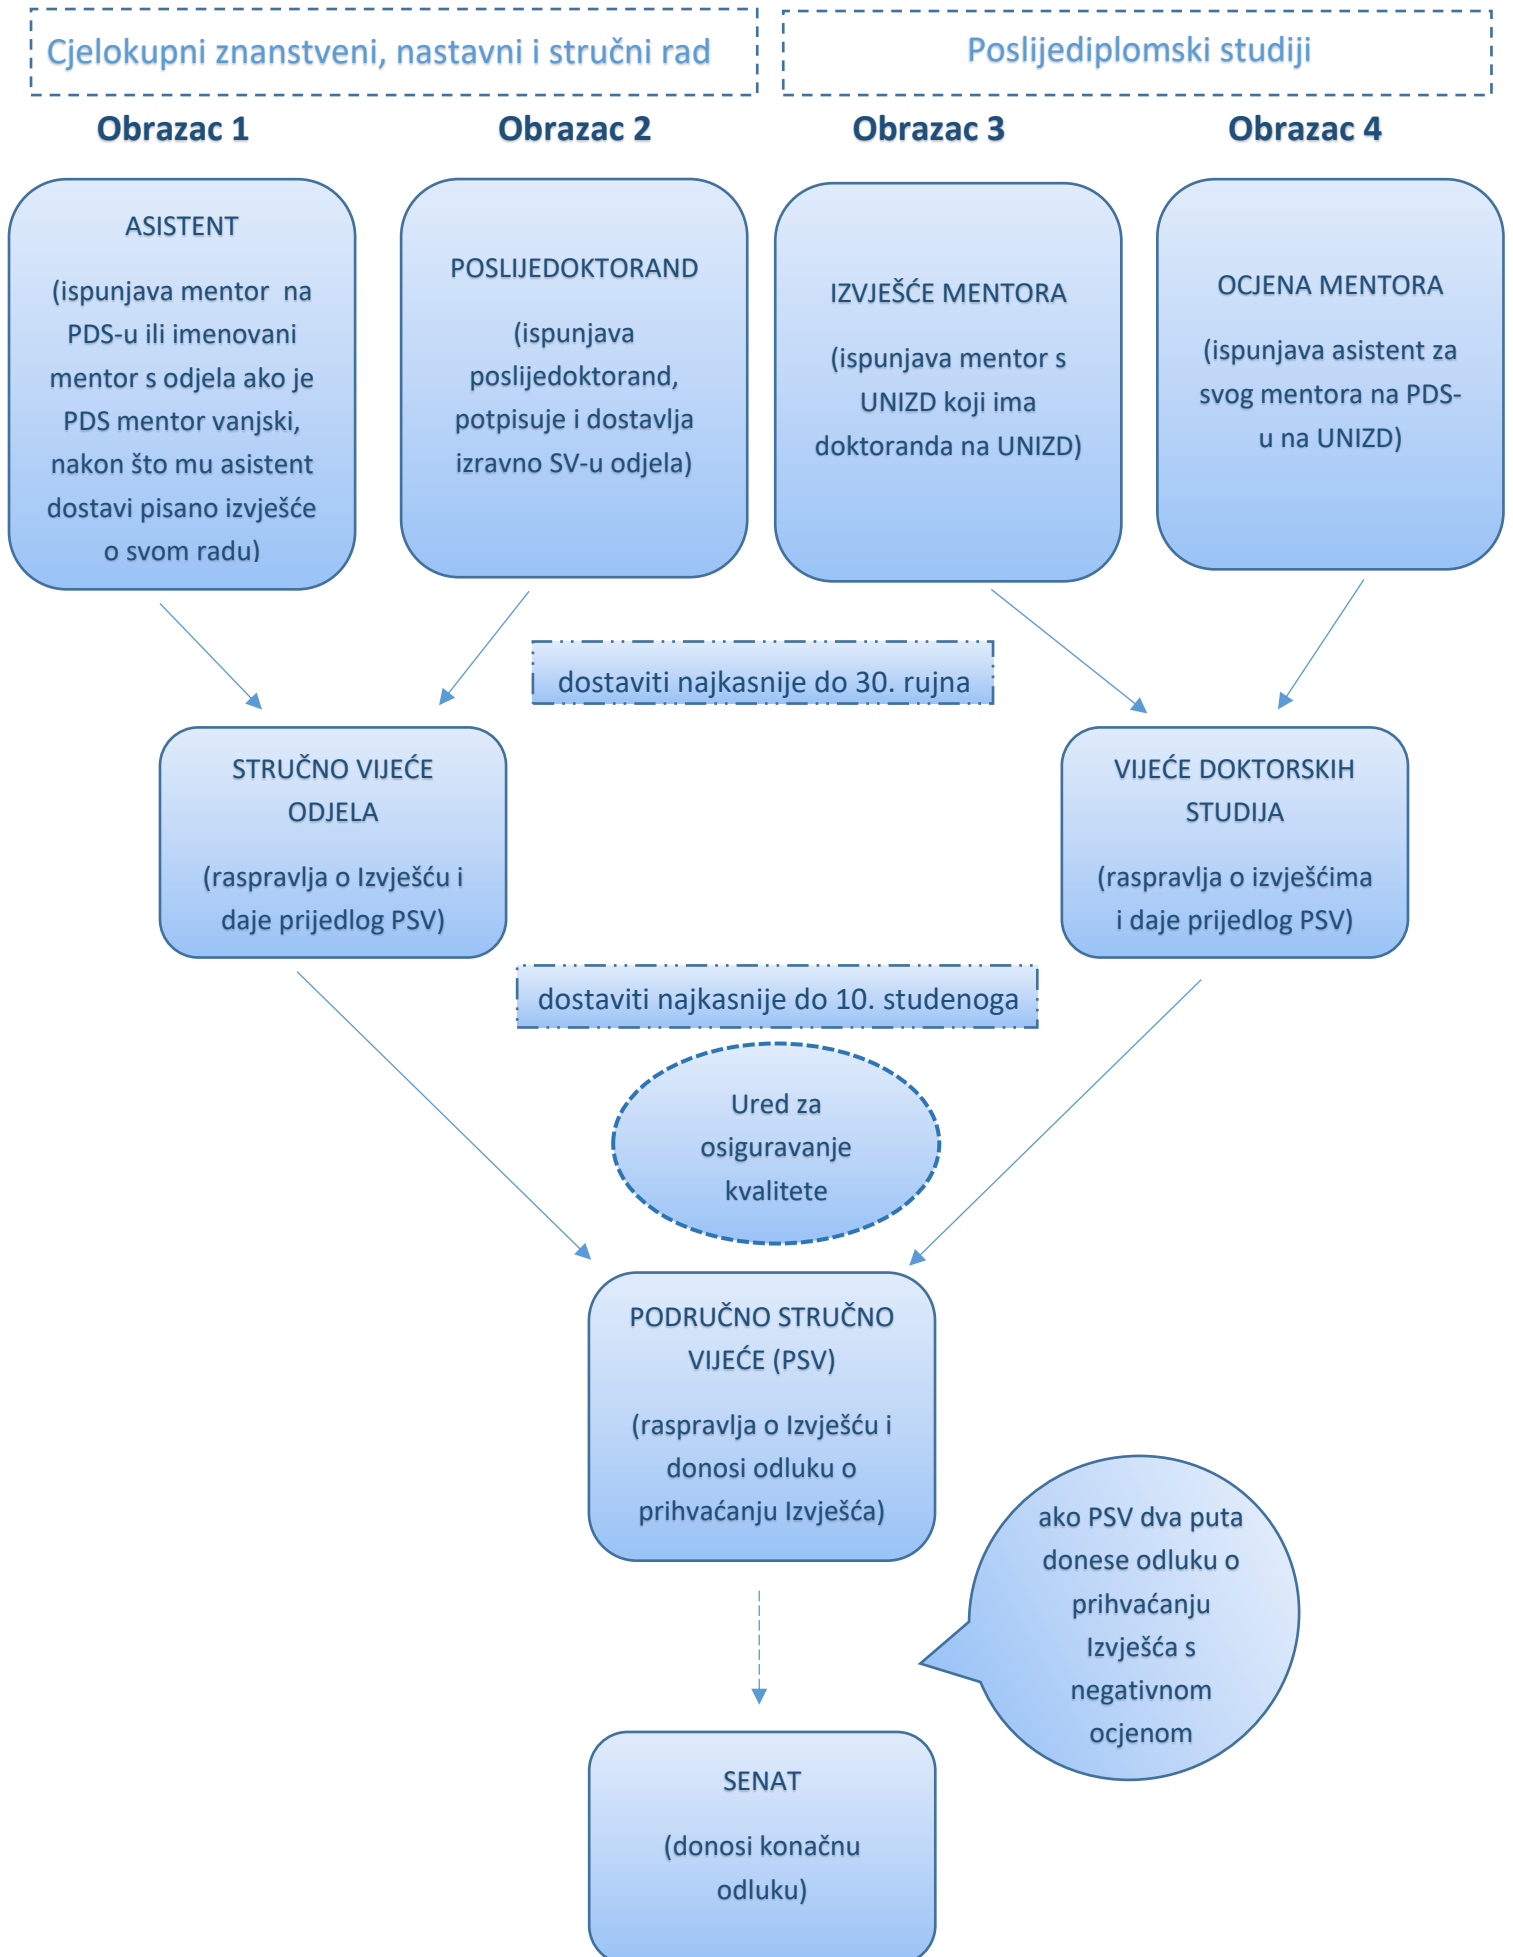 Cjelokupni znanstveni, nastavni i stručni rad
Poslijediplomski studiji
Obrazac 1
Obrazac 2
Obrazac 3
Obrazac 4
ASISTENT
(ispunjava mentor na
PDS-u ili imenovani
mentor s odjela ako je
PDS mentor vanjski,
nakon što mu asistent
dostavi pisano izvješće
o svom radu)
POSLIJEDOKTORAND
(ispunjava
poslijedoktorand,
potpisuje i dostavlja
izravno SV-u odjela)
IZVJEŠĆE MENTORA
(ispunjava mentor s
UNIZD koji ima
doktoranda na UNIZD)
OCJENA MENTORA
(ispunjava asistent za
svog mentora na PDS-
u na UNIZD)
dostaviti najkasnije do 30. rujna
STRUČNO VIJEĆE
ODJELA
(raspravlja o Izvješću i
daje prijedlog PSV)
VIJEĆE DOKTORSKIH
STUDIJA
(raspravlja o izvješćima
i daje prijedlog PSV)
dostaviti najkasnije do 10. studenoga
Ured za
osiguravanje
kvalitete
PODRUČNO STRUČNO
VIJEĆE (PSV)
(raspravlja o Izvješću i
donosi odluku o
prihvaćanju Izvješća)
ako PSV dva puta
donese odluku o
prihvaćanju
Izvješća s
negativnom
ocjenom
SENAT
(donosi konačnu
odluku)